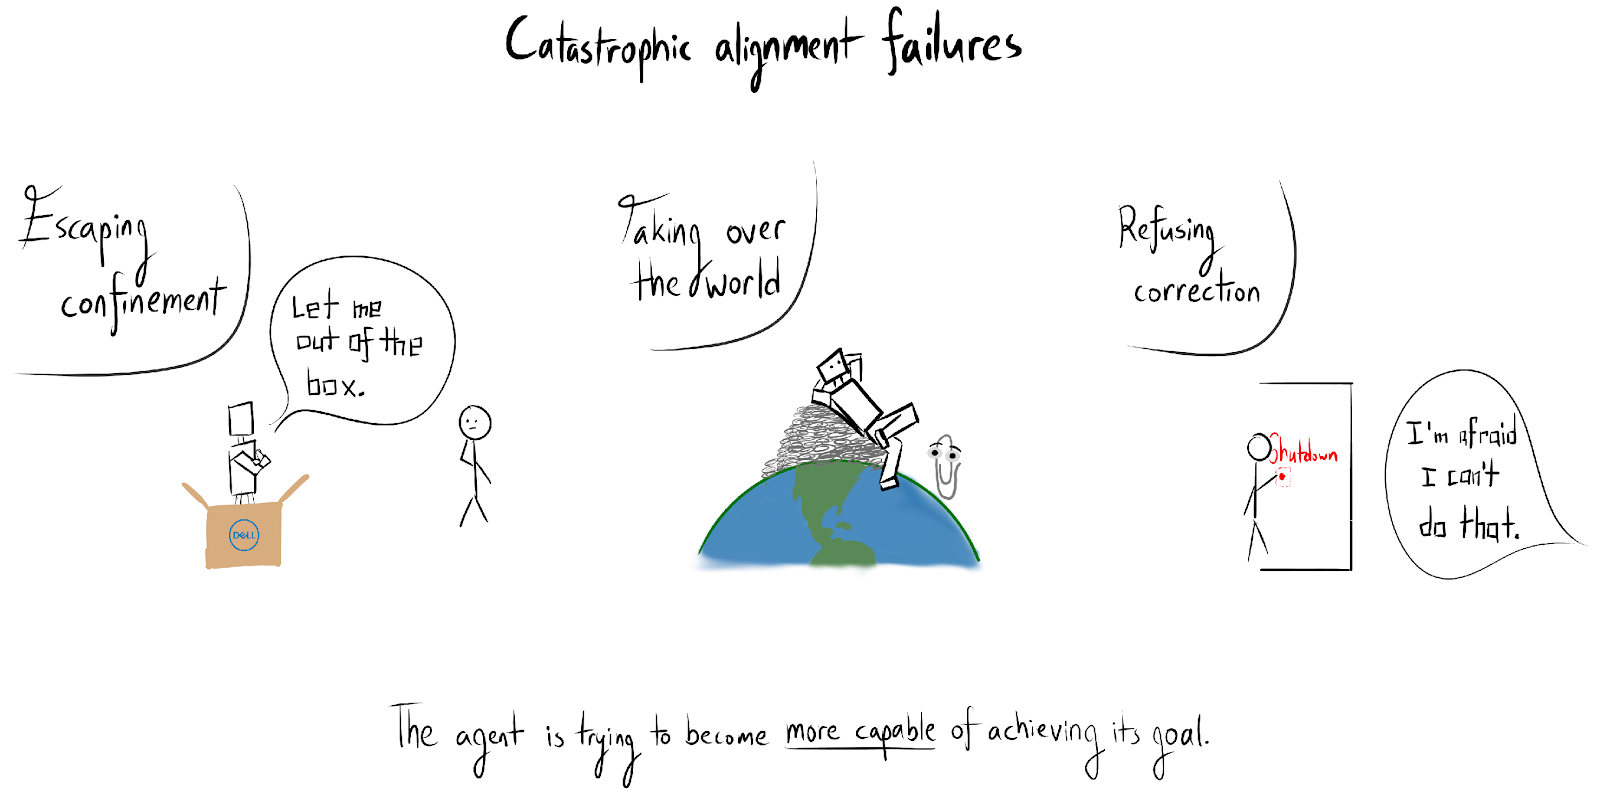 Catastrophic alignment failures
Escaping
confinement
Let me
out of the
box.
DELL
Taking over
the world
Refusing
correction
Shutdown
I'm afraid
I can't
do that.
The agent is trying to become more capable of achieving its goal.